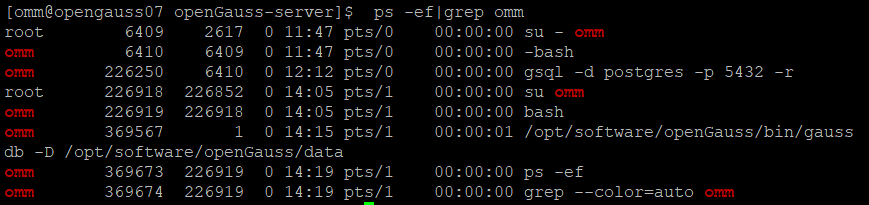 [omm@opengauss07 openGauss-server]$  ps -ef|grep omm
root        6409    2617  0 11:47 pts/0    00:00:00 su - omm
omm         6410    6409  0 11:47 pts/0    00:00:00 -bash
omm       226250    6410  0 12:12 pts/0    00:00:00 gsql -d postgres -p 5432 -r
root      226918  226852  0 14:05 pts/1    00:00:00 su omm
omm       226919  226918  0 14:05 pts/1    00:00:00 bash
omm       369567       1  0 14:15 pts/1    00:00:01 /opt/software/openGauss/bin/gauss
db -D /opt/software/openGauss/data
omm       369673  226919  0 14:19 pts/1    00:00:00 ps -ef
omm       369674  226919  0 14:19 pts/1    00:00:00 grep --color=auto omm